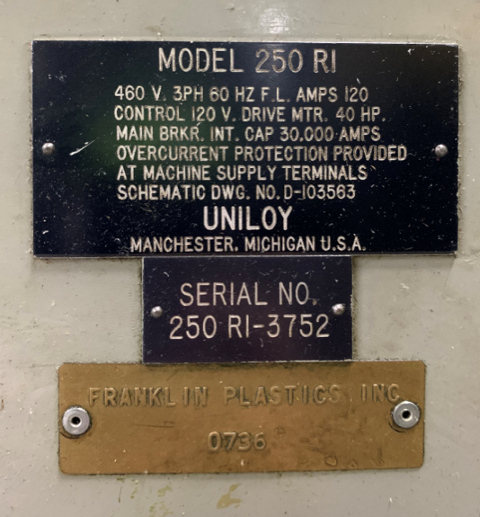 MODEL 250 RI
460 V. 3PH 60 HZ F.L. AMPS 120
CONTROL 120 V. DRIVE MTR. 40 HP.
MAIN BRKR. INT. CAP 30.000 AMPS
OVERCURRENT PROTECTION PROVIDED
AT MACHINE SUPPLY TERMINALS
SCHEMATIC DWG. NO. D-103563
UNILOY
MANCHESTER, MICHIGAN U.S.A.
SERIAL NO.
250 RI-3752
FRANKLIN PLASTICS INC
0736